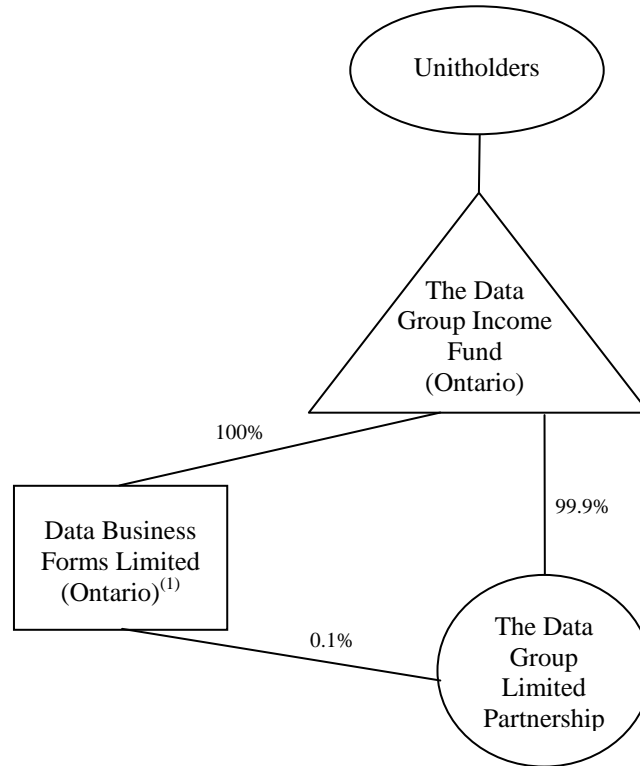 Unitholders
The Data
Group Income
Fund
(Ontario)
100%
99.9%
Data Business
Forms Limited
(Ontario)(1)
0.1%
The Data
Group
Limited
Partnership